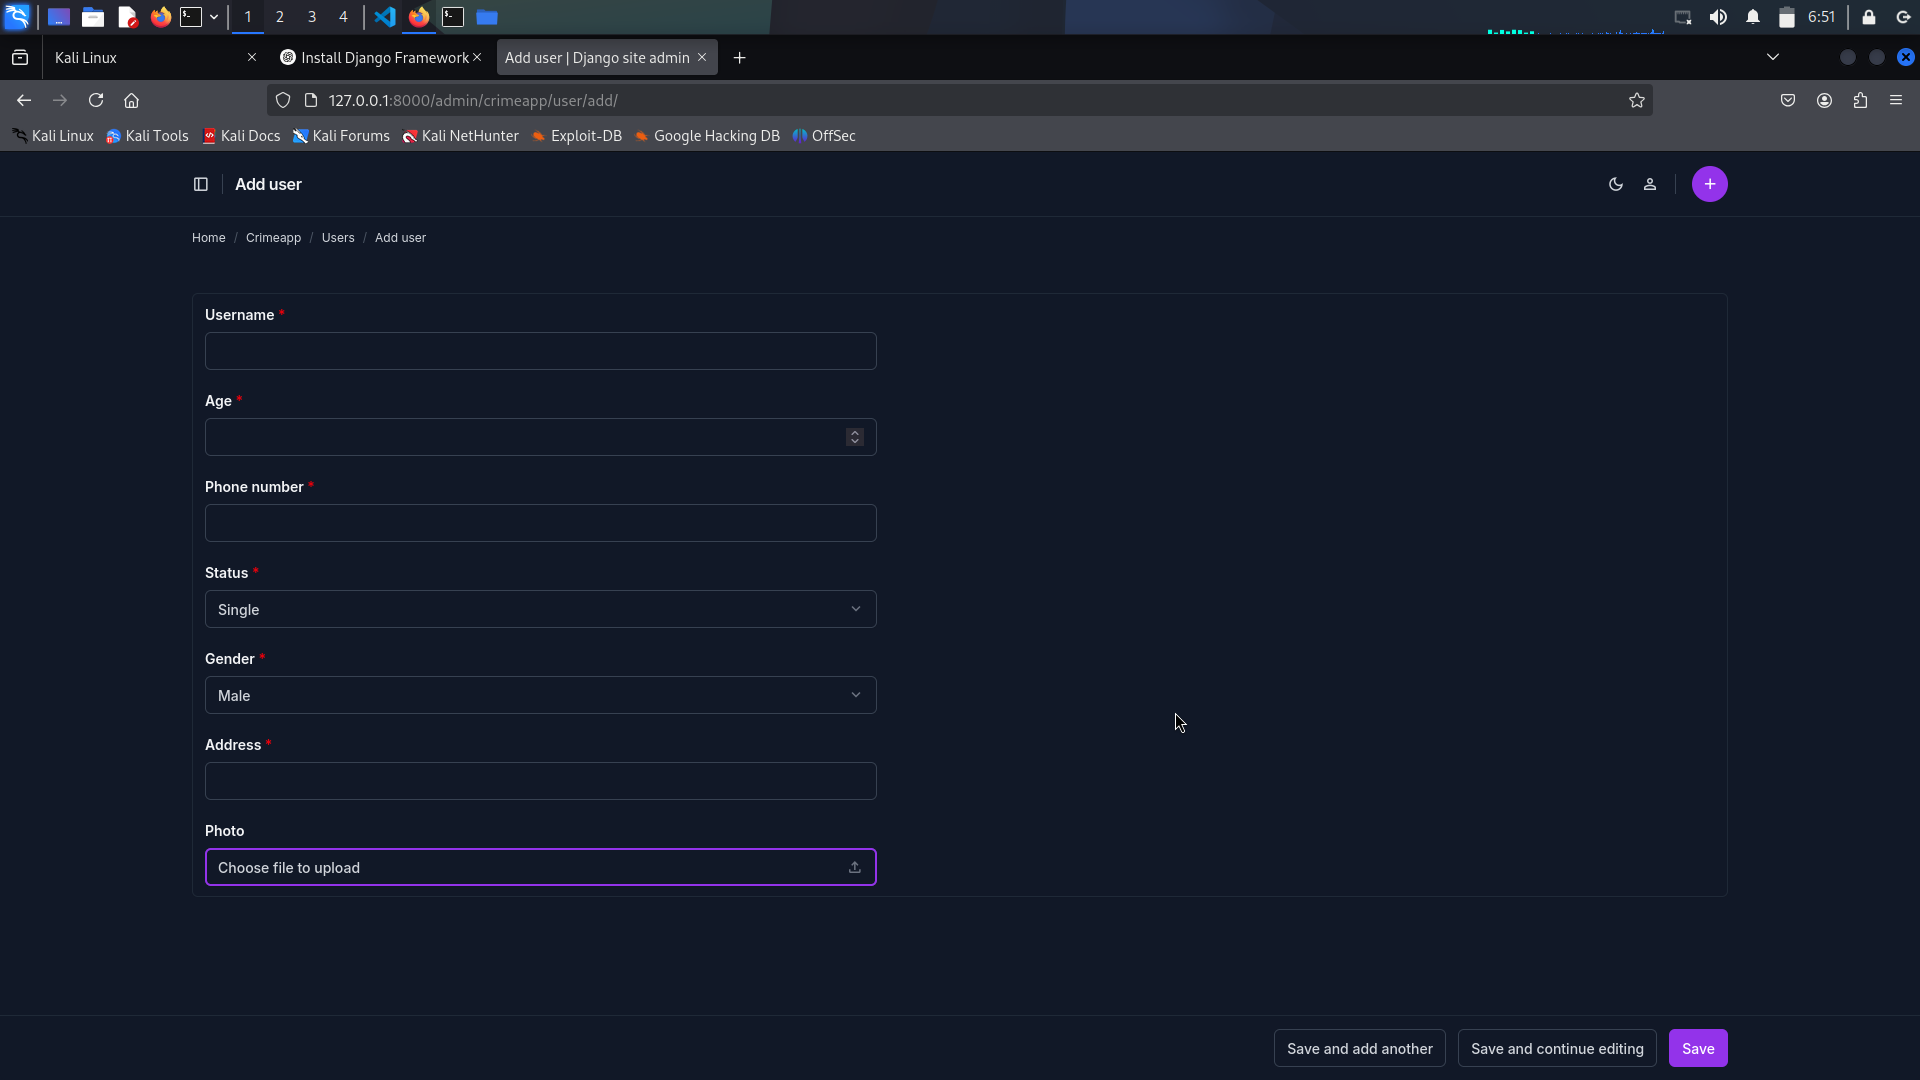 1 2 3 4 6:51
Kali Linux Install Django Framework Add user | Django site admin
127.0.0.1:8000/admin/crimeapp/user/add/
Kali Linux Kali Tools Kali Docs Kali Forums Kali NetHunter Exploit-DB Google Hacking DB OffSec
Add user
Home / Crimeapp / Users / Add user
Username *
Age *
Phone number *
Status *
Single
Gender *
Male
Address *
Photo
Choose file to upload
Save and add another Save and continue editing Save